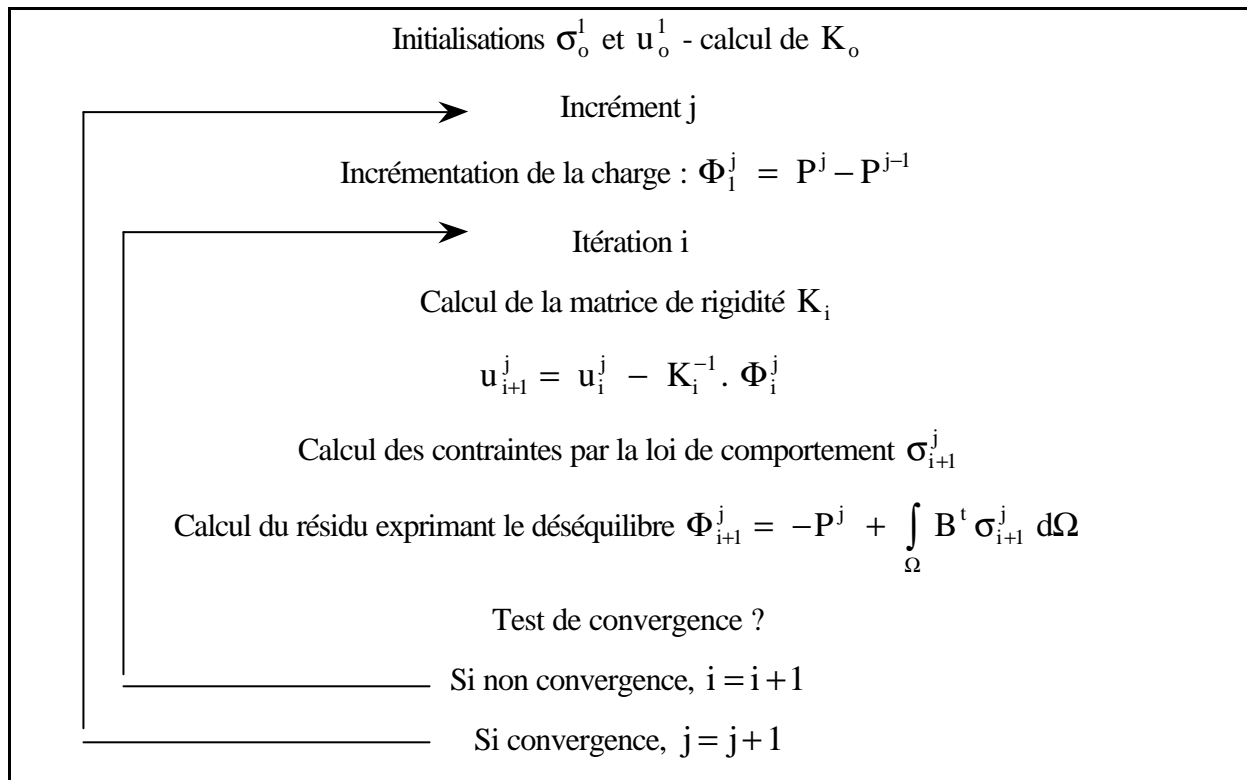 Initialisations σ_o^1 et u_o^1 - calcul de K_o
Incrément j
Incrémentation de la charge : Φ_1^j = P^j − P^{j−1}
Itération i
Calcul de la matrice de rigidité K_i
u_{i+1}^j = u_i^j − K_i^{−1} . Φ_i^j
Calcul des contraintes par la loi de comportement σ_{i+1}^j
Calcul du résidu exprimant le déséquilibre Φ_{i+1}^j = −P^j + ∫_Ω B^t σ_{i+1}^j dΩ
Test de convergence ?
Si non convergence, i = i + 1
Si convergence, j = j + 1